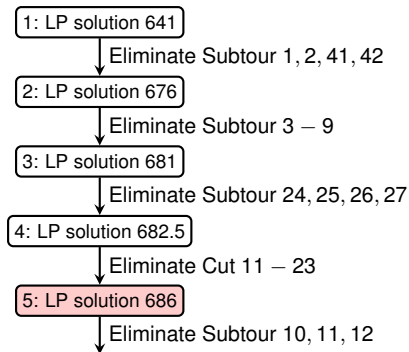 1: LP solution 641
Eliminate Subtour 1, 2, 41, 42
2: LP solution 676
Eliminate Subtour 3 – 9
3: LP solution 681
Eliminate Subtour 24, 25, 26, 27
4: LP solution 682.5
Eliminate Cut 11 – 23
5: LP solution 686
Eliminate Subtour 10, 11, 12